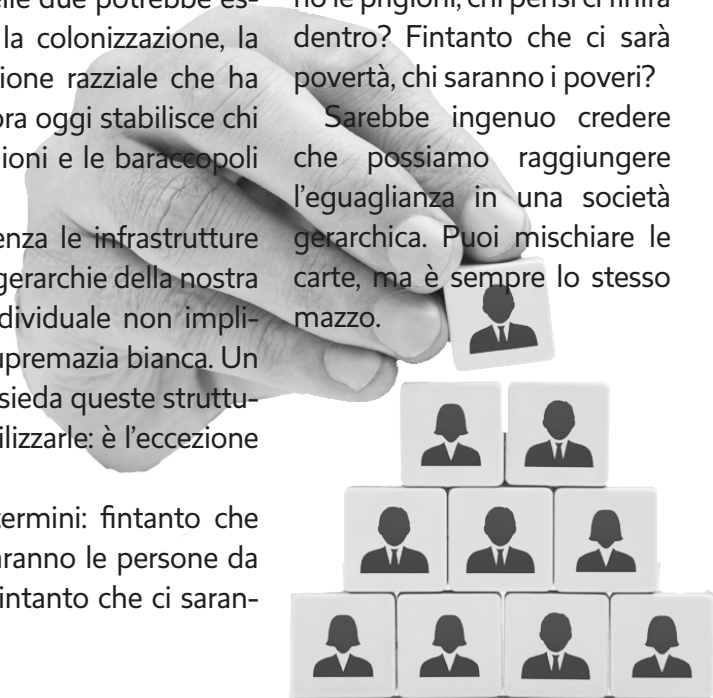 elle due potrebbe es-
la colonizzazione, la
ione razziale che ha
ora oggi stabilisce chi
ioni e le baraccopoli
enza le infrastrutture
gerarchie della nostra
dividuale non impli-
upremazia bianca. Un
sieda queste struttu-
ilizzarle: è l’eccezione
termini: fintanto che
aranno le persone da
intanto che ci saran-
no le prigioni, chi pensi ci finirà
dentro? Fintanto che ci sarà
povertà, chi saranno i poveri?
Sarebbe ingenuo credere
che possiamo raggiungere
l’eguaglianza in una società
gerarchica. Puoi mischiare le
carte, ma è sempre lo stesso
mazzo.